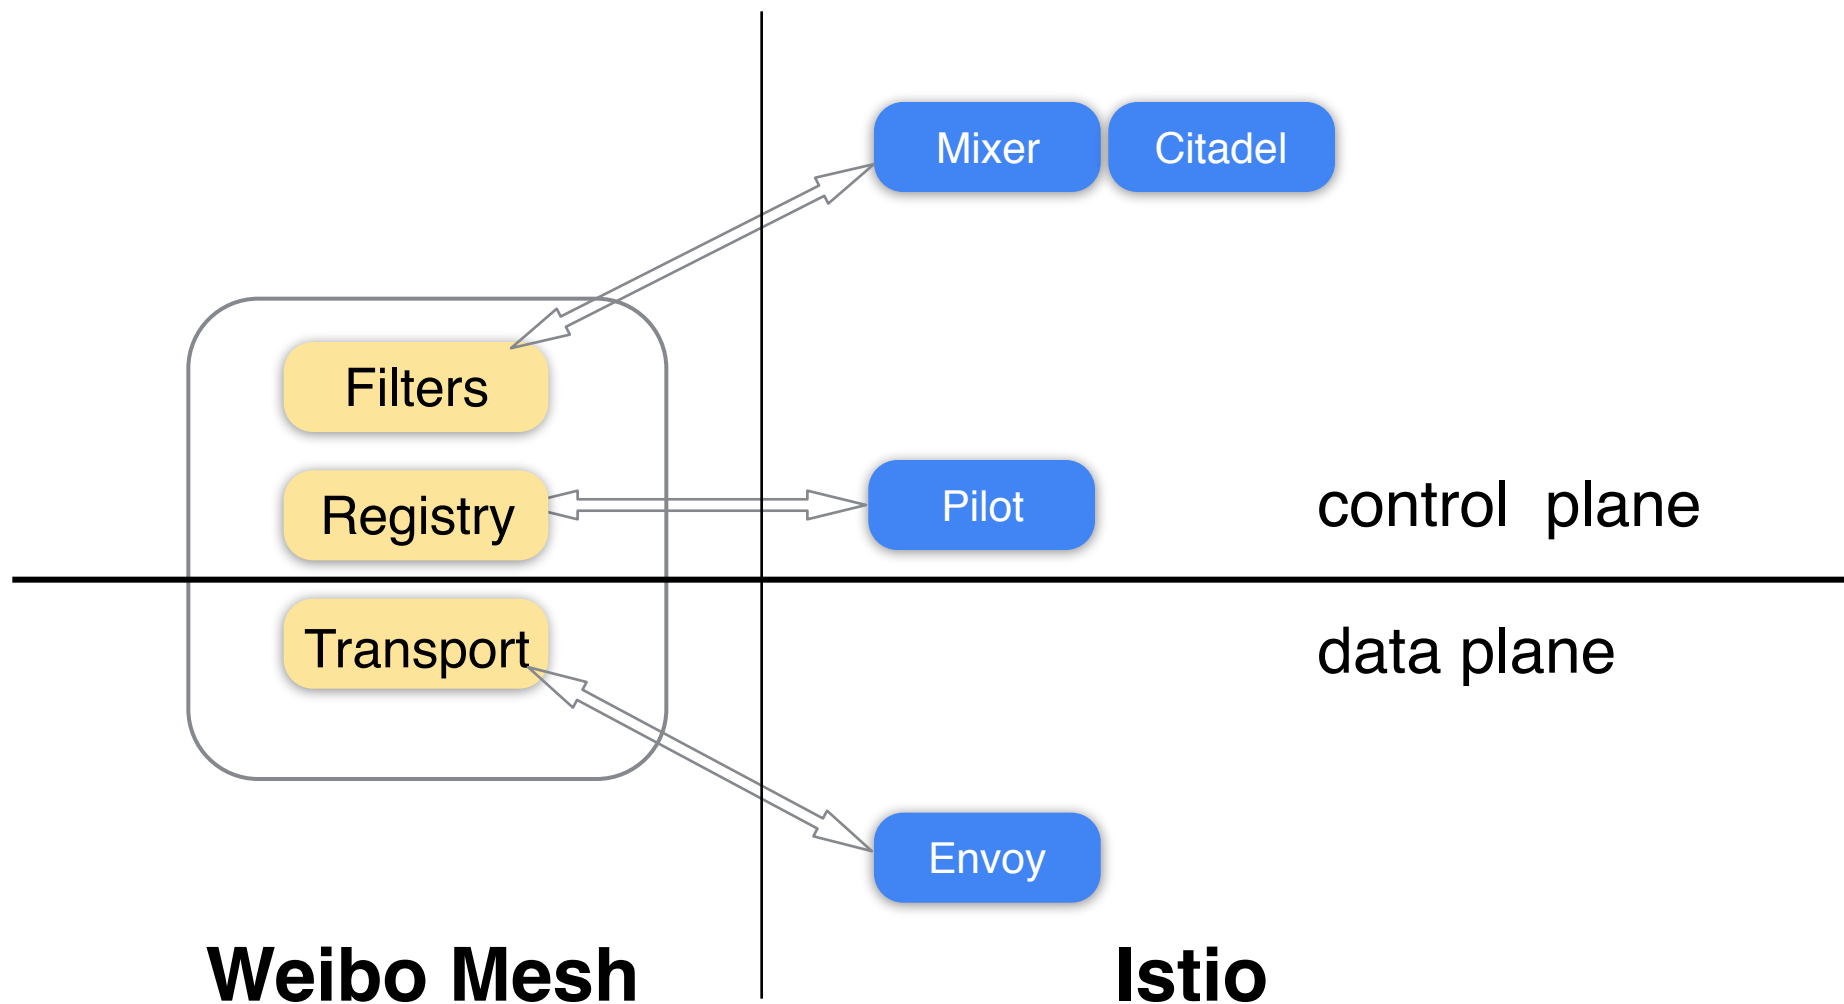 Mixer
Citadel
Filters
Registry
Pilot
control plane
Transport
data plane
Envoy
Weibo Mesh
Istio